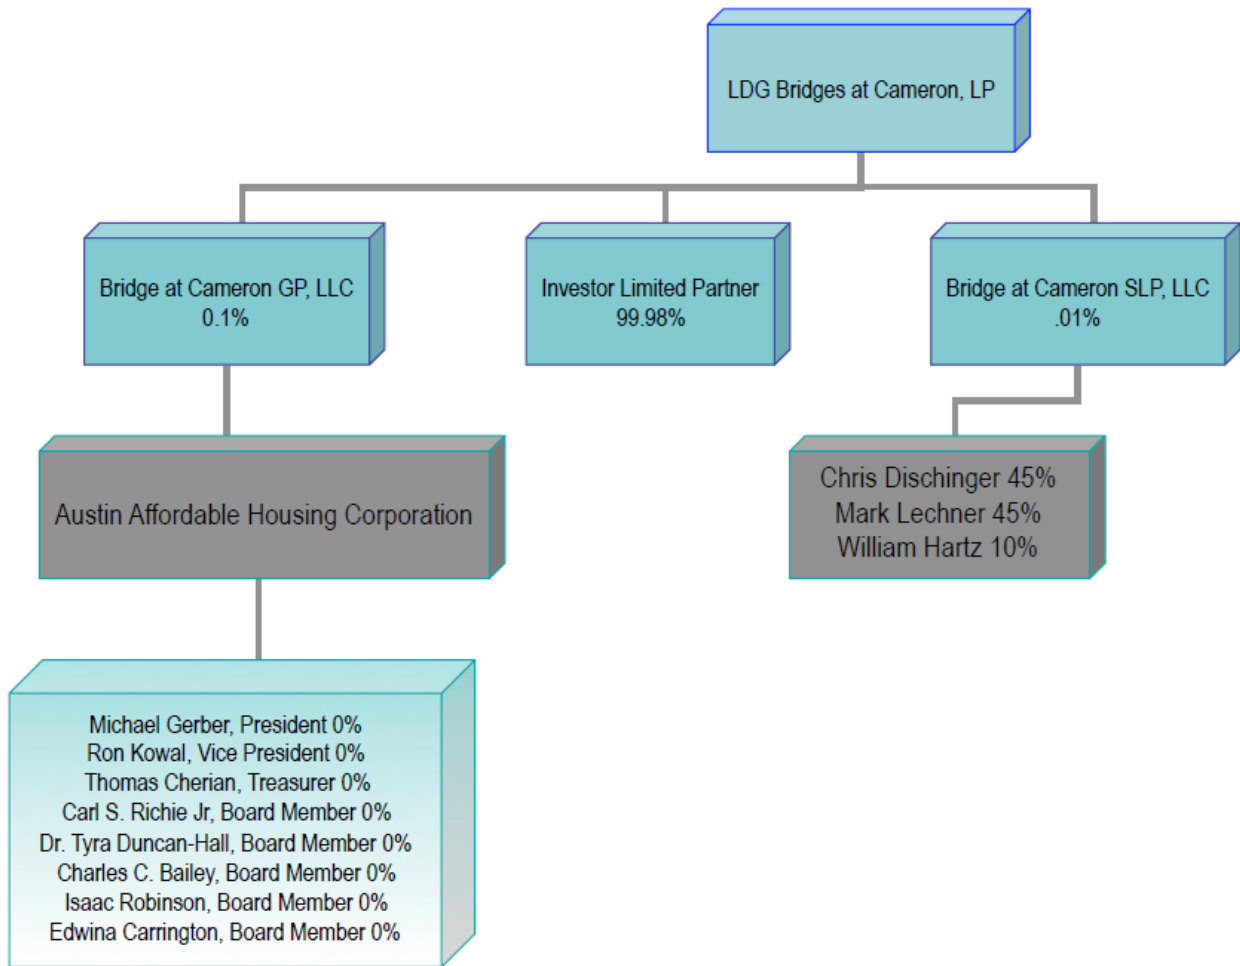 LDG Bridges at Cameron, LP
Bridge at Cameron GP, LLC
0.1%
Investor Limited Partner
99.98%
Bridge at Cameron SLP, LLC
.01%
Austin Affordable Housing Corporation
Chris Dischinger 45%
Mark Lechner 45%
William Hartz 10%
Michael Gerber, President 0%
Ron Kowal, Vice President 0%
Thomas Cherian, Treasurer 0%
Carl S. Richie Jr, Board Member 0%
Dr. Tyra Duncan-Hall, Board Member 0%
Charles C. Bailey, Board Member 0%
Isaac Robinson, Board Member 0%
Edwina Carrington, Board Member 0%